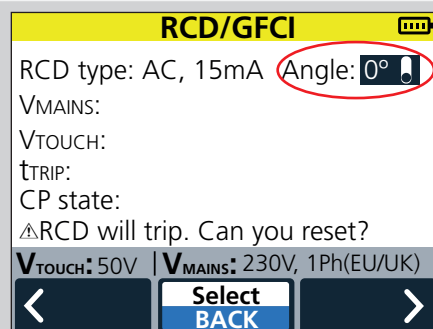 RCD/GFCI
RCD type: AC, 15mA Angle: 0°
VMAINS:
VTOUCH:
tTRIP:
CP state:
⚠RCD will trip. Can you reset?
VTOUCH: 50V | VMAINS: 230V, 1Ph(EU/UK)
< Select >
BACK